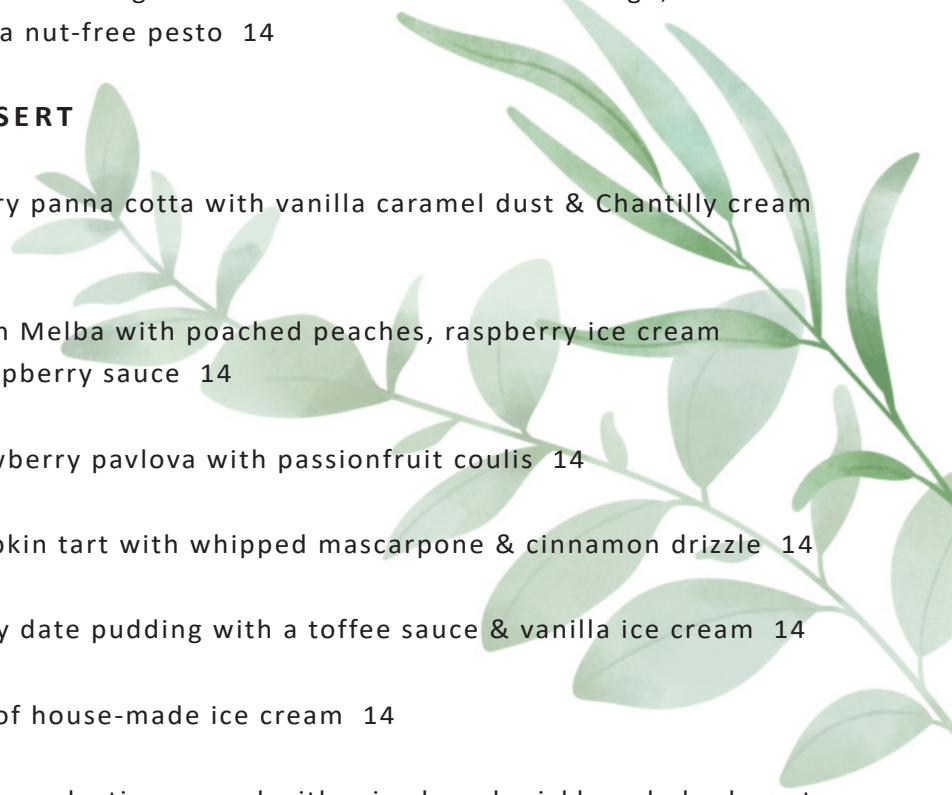 a nut-free pesto 14
SERT
ry panna cotta with vanilla caramel dust & Chantilly cream
Melba with poached peaches, raspberry ice cream
pberry sauce 14
berry pavlova with passionfruit coulis 14
kin tart with whipped mascarpone & cinnamon drizzle 14
y date pudding with a toffee sauce & vanilla ice cream 14
of house-made ice cream 14